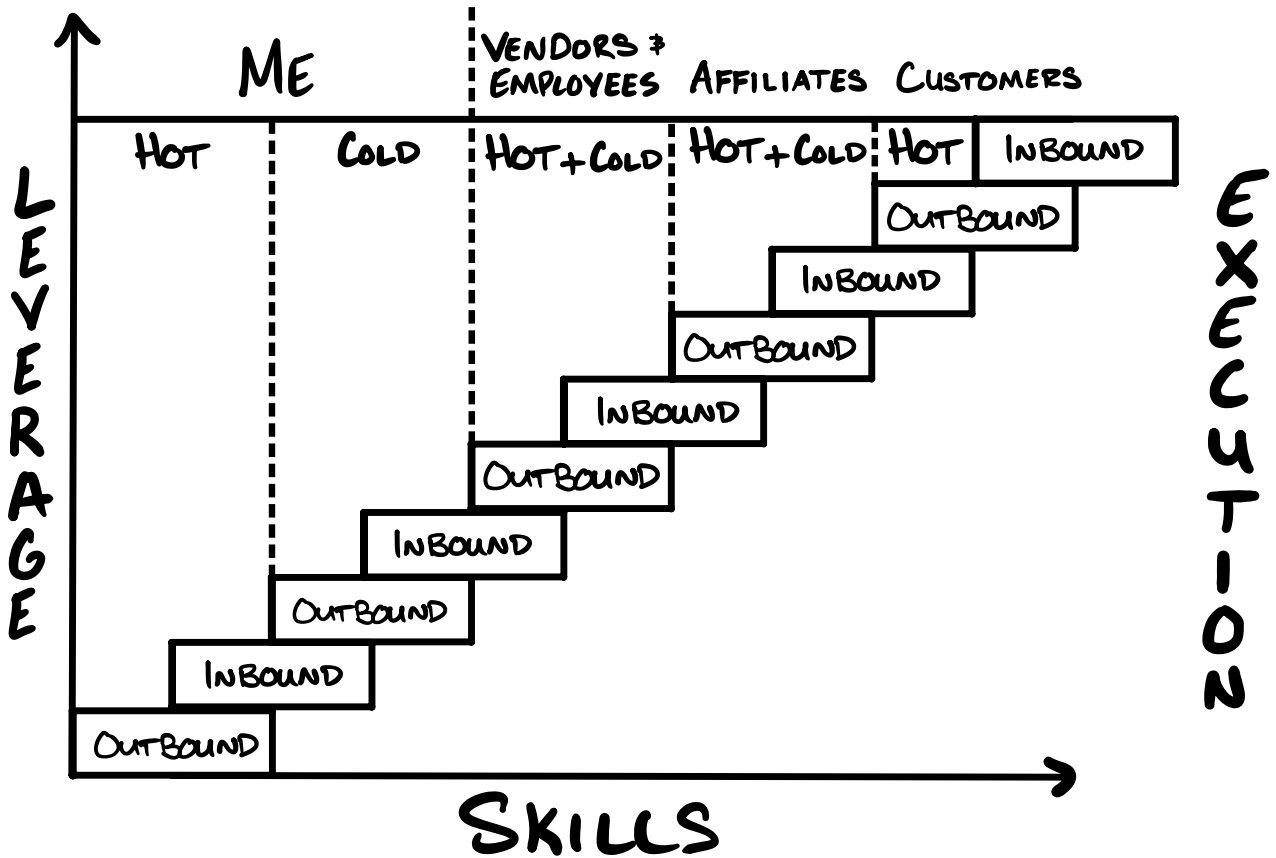 ME
VENDORS &
EMPLOYEES
AFFILIATES
CUSTOMERS
HOT
COLD
HOT + COLD
HOT + COLD
HOT
INBOUND
OUTBOUND
INBOUND
OUTBOUND
INBOUND
OUTBOUND
INBOUND
OUTBOUND
INBOUND
OUTBOUND
LEVERAGE
EXECUTION
SKILLS